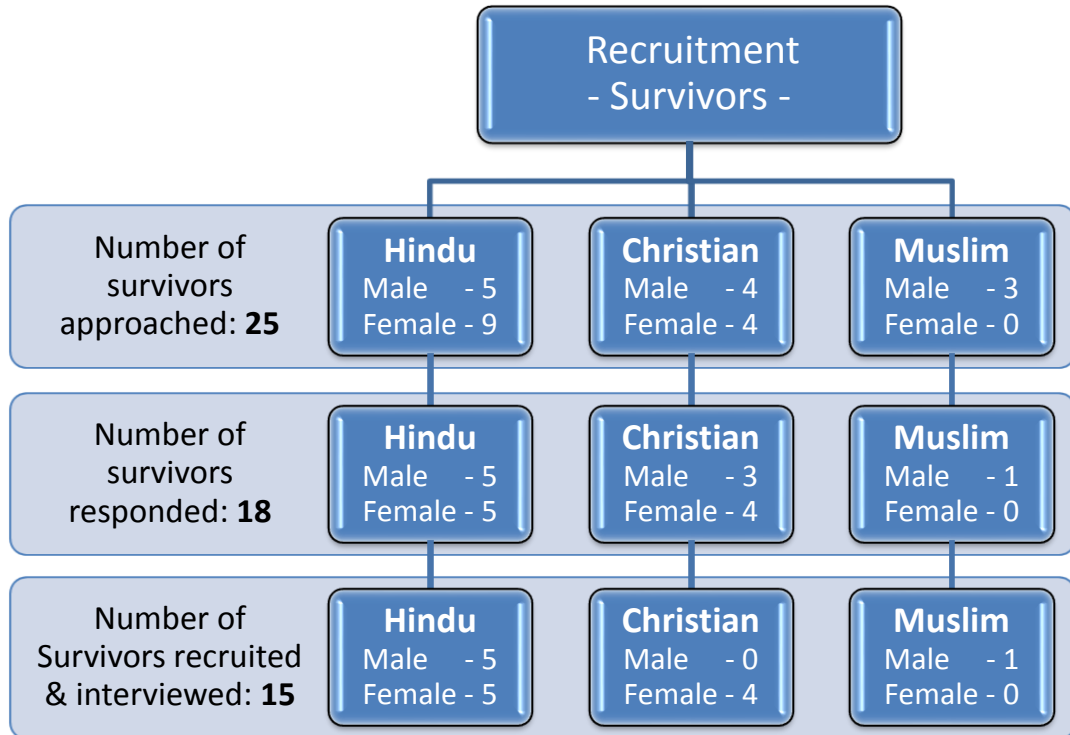 Recruitment
- Survivors -
Number of
survivors
approached: 25
Hindu
Male - 5
Female - 9
Christian
Male - 4
Female - 4
Muslim
Male - 3
Female - 0
Number of
survivors
responded: 18
Hindu
Male - 5
Female - 5
Christian
Male - 3
Female - 4
Muslim
Male - 1
Female - 0
Number of
Survivors recruited
& interviewed: 15
Hindu
Male - 5
Female - 5
Christian
Male - 0
Female - 4
Muslim
Male - 1
Female - 0